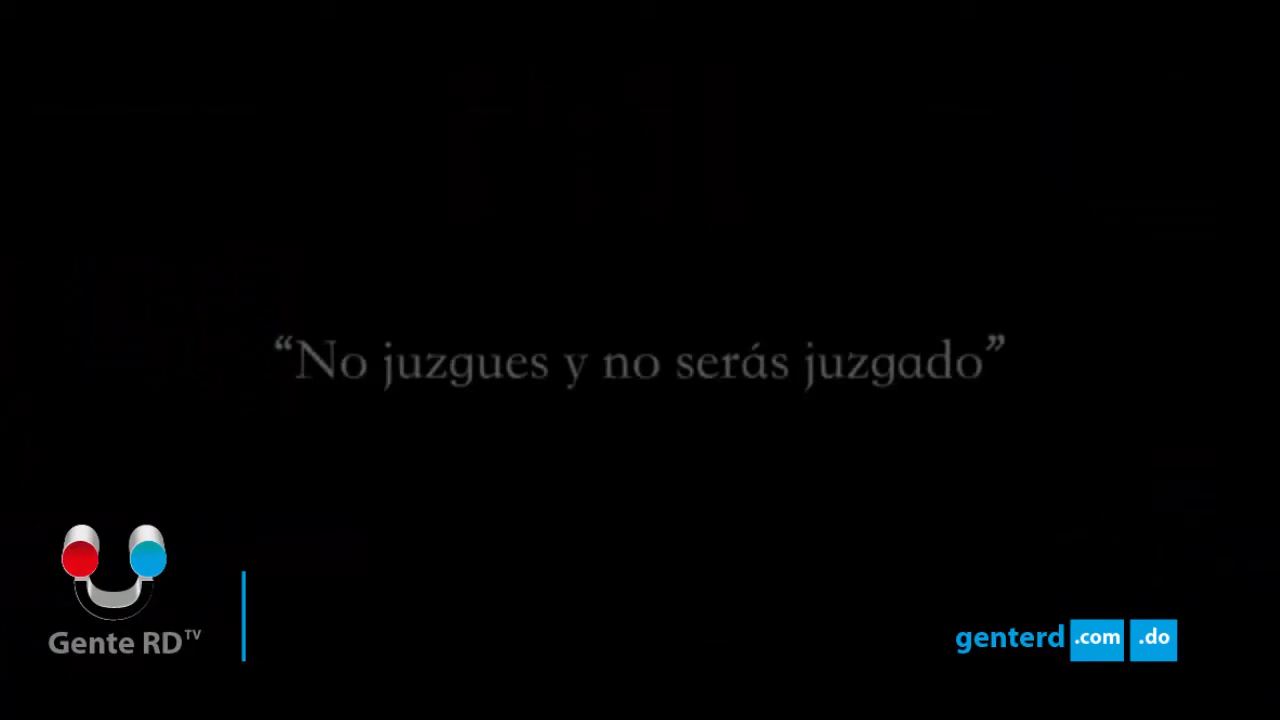 “No juzgues y no serás juzgado”
Gente RD TV
genterd .com .do